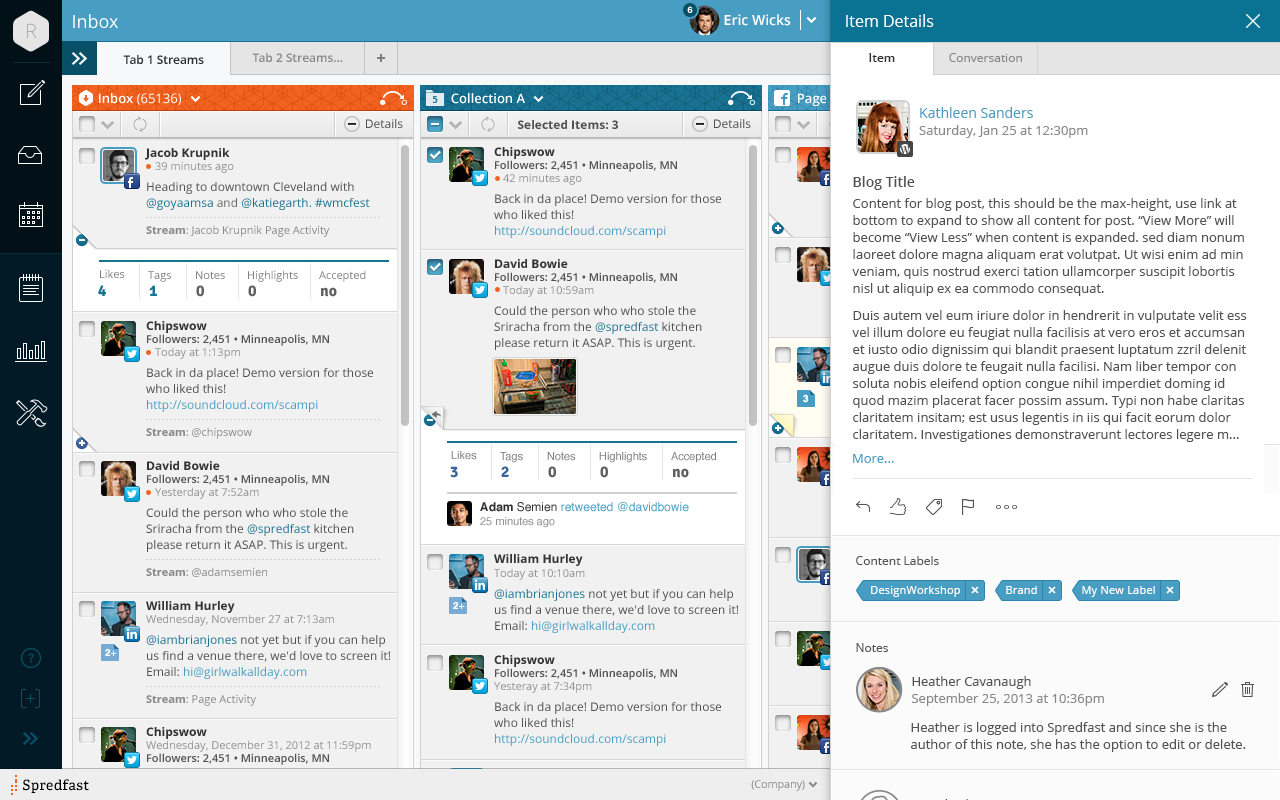 R
Inbox
6
Eric Wicks
Tab 1 Streams
Tab 2 Streams...
+
Inbox (65136)
Details
Jacob Krupnik
39 minutes ago
Heading to downtown Cleveland with
@goyaamsa and @katiegarth. #wmcfest
Stream: Jacob Krupnik Page Activity
Likes Tags Notes Highlights Accepted
4 1 0 0 no
Chipswow
Followers: 2,451 • Minneapolis, MN
Today at 1:13pm
Back in da place! Demo version for those
who liked this!
http://soundcloud.com/scampi
Stream: @chipswow
David Bowie
Followers: 2,451 • Minneapolis, MN
Yesterday at 7:52am
Could the person who who stole the
Sriracha from the @spredfast kitchen
please return it ASAP. This is urgent.
Stream: @adamsemien
William Hurley
Wednesday, November 27 at 7:13am
2+
@iambrianjones not yet but if you can help
us find a venue there, we'd love to screen it!
Email: hi@girlwalkallday.com
Stream: Page Activity
Chipswow
Wednesday, December 31, 2012 at 11:59pm
Followers: 2,451 • Minneapolis, MN
5
Collection A
Selected Items: 3
Details
Chipswow
Followers: 2,451 • Minneapolis, MN
42 minutes ago
Back in da place! Demo version for those
who liked this!
http://soundcloud.com/scampi
David Bowie
Followers: 2,451 • Minneapolis, MN
Today at 10:59am
Could the person who who stole the
Sriracha from the @spredfast kitchen
please return it ASAP. This is urgent.
Likes Tags Notes Highlights Accepted
3 2 0 0 no
Adam Semien retweeted @davidbowie
25 minutes ago
William Hurley
Today at 10:10am
2+
@iambrianjones not yet but if you can help
us find a venue there, we'd love to screen it!
Email: hi@girlwalkallday.com
Chipswow
Followers: 2,451 • Minneapolis, MN
Yesteray at 7:34pm
Back in da place! Demo version for those
who liked this!
http://soundcloud.com/scampi
Page
3
Item Details
Item
Conversation
Kathleen Sanders
Saturday, Jan 25 at 12:30pm
Blog Title
Content for blog post, this should be the max-height, use link at
bottom to expand to show all content for post. “View More” will
become “View Less” when content is expanded. sed diam nonum
laoreet dolore magna aliquam erat volutpat. Ut wisi enim ad min
veniam, quis nostrud exerci tation ullamcorper suscipit lobortis
nisl ut aliquip ex ea commodo consequat.
Duis autem vel eum iriure dolor in hendrerit in vulputate velit ess
vel illum dolore eu feugiat nulla facilisis at vero eros et accumsan
et iusto odio dignissim qui blandit praesent luptatum zzril delenit
augue duis dolore te feugait nulla facilisi. Nam liber tempor con
soluta nobis eleifend option congue nihil imperdiet doming id
quod mazim placerat facer possim assum. Typi non habe claritas
claritatem insitam; est usus legentis in iis qui facit eorum dolor
claritatem. Investigationes demonstraverunt lectores legere m...
More...
Content Labels
DesignWorkshop
Brand
My New Label
Notes
Heather Cavanaugh
September 25, 2013 at 10:36pm
Heather is logged into Spredfast and since she is the
author of this note, she has the option to edit or delete.
Spredfast
(Company)